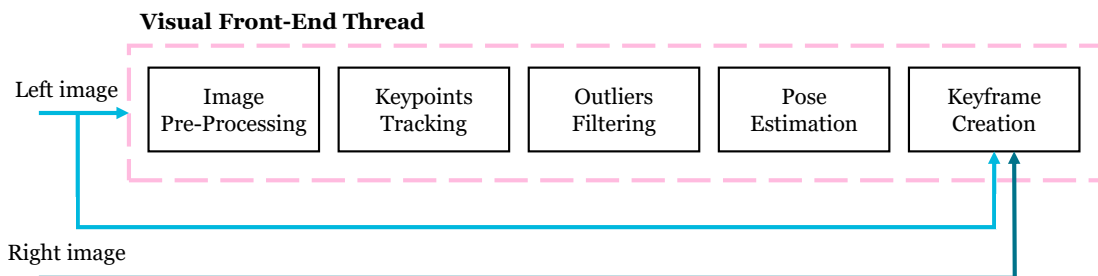 Visual Front-End Thread
Left image
Image
Pre-Processing
Keypoints
Tracking
Outliers
Filtering
Pose
Estimation
Keyframe
Creation
Right image